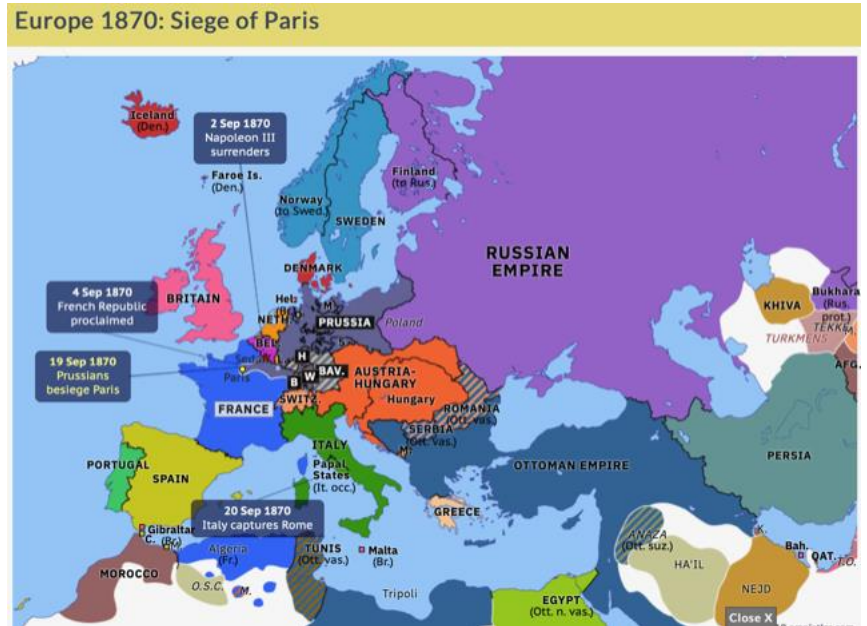 Europe 1870: Siege of Paris
Iceland
(Den.)
2 Sep 1870
Napoleon III
surrenders
Faroe Is.
(Den.)
Norway
(to Swed.)
SWEDEN
Finland
(to Rus.)
RUSSIAN
EMPIRE
DENMARK
4 Sep 1870
French Republic
proclaimed
BRITAIN
Hel.
NETH.
M.
PRUSSIA
Poland
KHIVA
Bukhara
(Rus.
prot.)
TEKKE
TURKMENS
BEL.
S.
Sedan
19 Sep 1870
Prussians
besiege Paris
Paris
H
B
W
BAV.
AUSTRIA-
HUNGARY
Hungary
AFG.
SWITZ.
FRANCE
ROMANIA
(Ott. vas.)
SERBIA
(Ott. vas.)
M.
ITALY
Papal
States
(It. occ.)
PORTUGAL
SPAIN
OTTOMAN EMPIRE
PERSIA
20 Sep 1870
Italy captures Rome
GREECE
Gibraltar
(Br.)
C.
M.
Algeria
(Fr.)
TUNIS
(Ott. vas.)
Malta
(Br.)
ANAZA
(Ott. suz.)
K.
Bah.
QAT.
T.O.
MOROCCO
O.S.C.
M.
Tripoli
EGYPT
(Ott. n. vas.)
HA'IL
NEJD
Close X